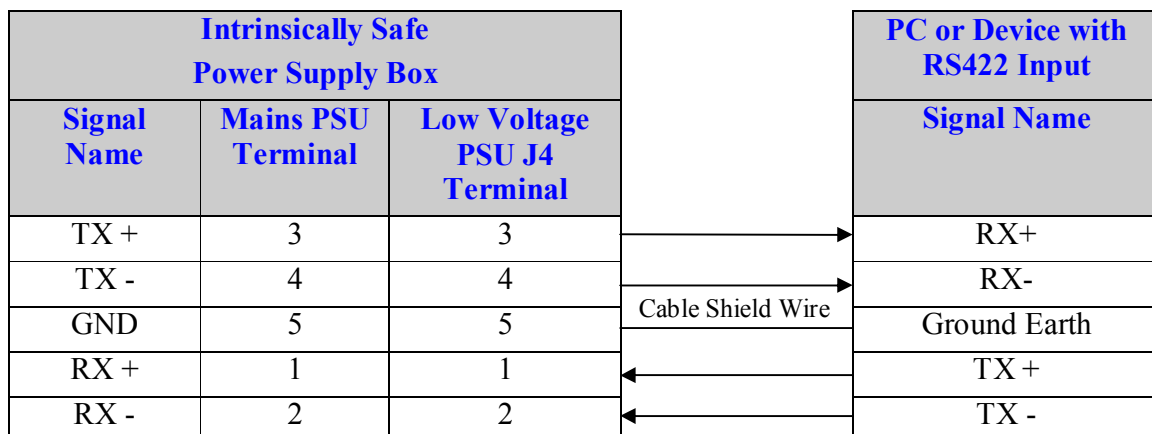 Intrinsically Safe
Power Supply Box
Signal Name Mains PSU Terminal Low Voltage PSU J4 Terminal
TX + 3 3
TX - 4 4
GND 5 5
RX + 1 1
RX - 2 2
Cable Shield Wire
PC or Device with
RS422 Input
Signal Name
RX+
RX-
Ground Earth
TX +
TX -